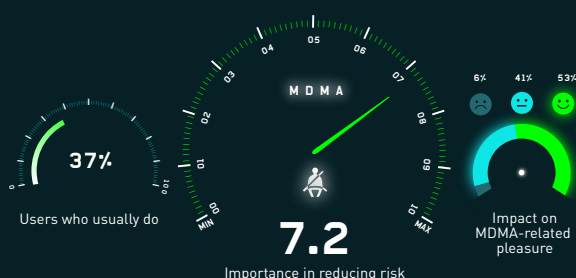 6% 41% 53%
MDMA
00 01 02 03 04 05 06 07 08 09 10
MIN MAX
37%
0 100
Users who usually do
7.2
Importance in reducing risk
Impact on
MDMA-related
pleasure